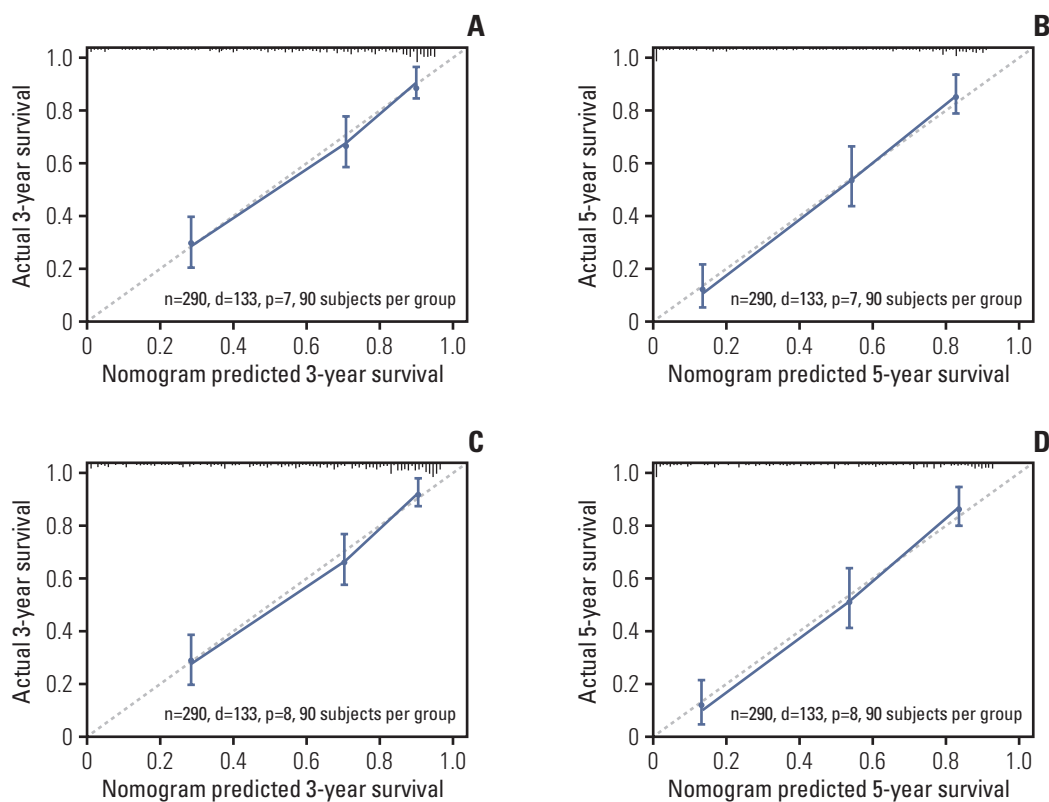 A
Actual 3-year survival
1.0
0.8
0.6
0.4
0.2
0
n=290, d=133, p=7, 90 subjects per group
0 0.2 0.4 0.6 0.8 1.0
Nomogram predicted 3-year survival
B
Actual 5-year survival
1.0
0.8
0.6
0.4
0.2
0
n=290, d=133, p=7, 90 subjects per group
0 0.2 0.4 0.6 0.8 1.0
Nomogram predicted 5-year survival
C
Actual 3-year survival
1.0
0.8
0.6
0.4
0.2
0
n=290, d=133, p=8, 90 subjects per group
0 0.2 0.4 0.6 0.8 1.0
Nomogram predicted 3-year survival
D
Actual 5-year survival
1.0
0.8
0.6
0.4
0.2
0
n=290, d=133, p=8, 90 subjects per group
0 0.2 0.4 0.6 0.8 1.0
Nomogram predicted 5-year survival